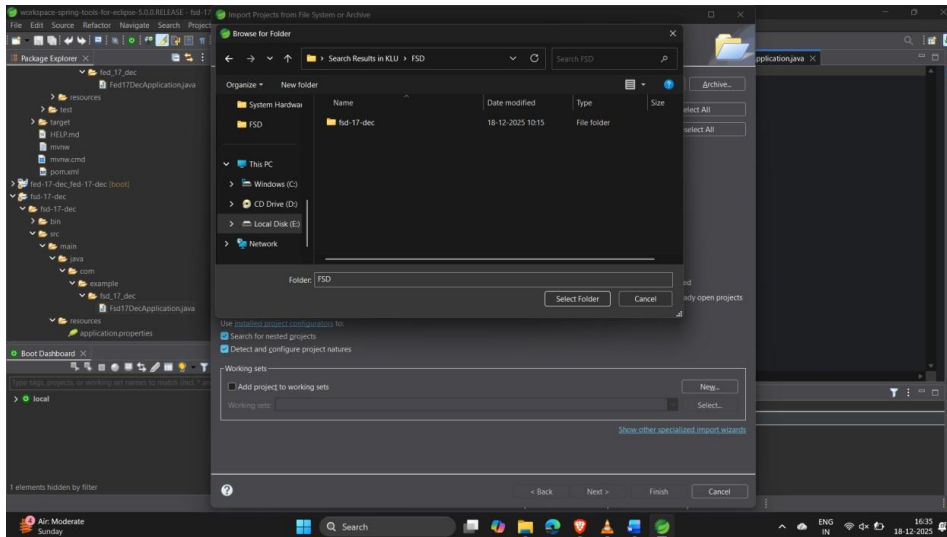 workspace-spring-tools-for-eclipse-5.0.0.RELEASE - fsd-17
File Edit Source Refactor Navigate Search Project
Package Explorer
fed_17_dec
Fed17DecApplication.java
resources
test
target
HELP.md
mvnw
mvnw.cmd
pom.xml
fed-17-dec_fed-17-dec [boot]
fsd-17-dec
fsd-17-dec
bin
src
main
java
com
example
fsd_17_dec
Fsd17DecApplication.java
resources
application.properties
Boot Dashboard
Type tags, projects, or working set names to match (incl. * an
local
1 elements hidden by filter
Import Projects from File System or Archive
Browse for Folder
Search Results in KLU > FSD
Search FSD
Organize
New folder
System Hardwar
FSD
This PC
Windows (C:)
CD Drive (D:)
Local Disk (E:)
Network
Name
Date modified
Type
Size
fsd-17-dec
18-12-2025 10:15
File folder
Folder:
FSD
Select Folder
Cancel
Archive...
elect All
select All
ed
ady open projects
Use installed project configurators to:
Search for nested projects
Detect and configure project natures
Working sets
Add project to working sets
New...
Working sets:
Select...
Show other specialized import wizards
< Back
Next >
Finish
Cancel
pplication.java
4
Air: Moderate
Sunday
Search
ENG
IN
16:35
18-12-2025